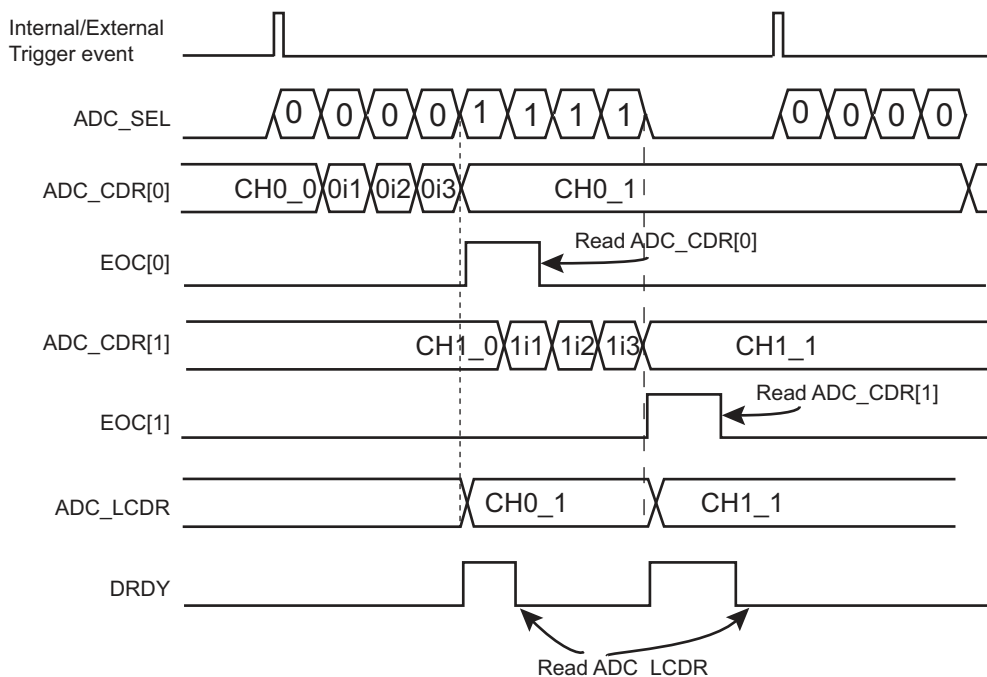 Internal/External
Trigger event
ADC_SEL
0 0 0 0 1 1 1 1 0 0 0 0
ADC_CDR[0]
CH0_0 0i1 0i2 0i3 CH0_1
EOC[0]
Read ADC_CDR[0]
ADC_CDR[1]
CH1_0 1i1 1i2 1i3 CH1_1
EOC[1]
Read ADC_CDR[1]
ADC_LCDR
CH0_1 CH1_1
DRDY
Read ADC_LCDR